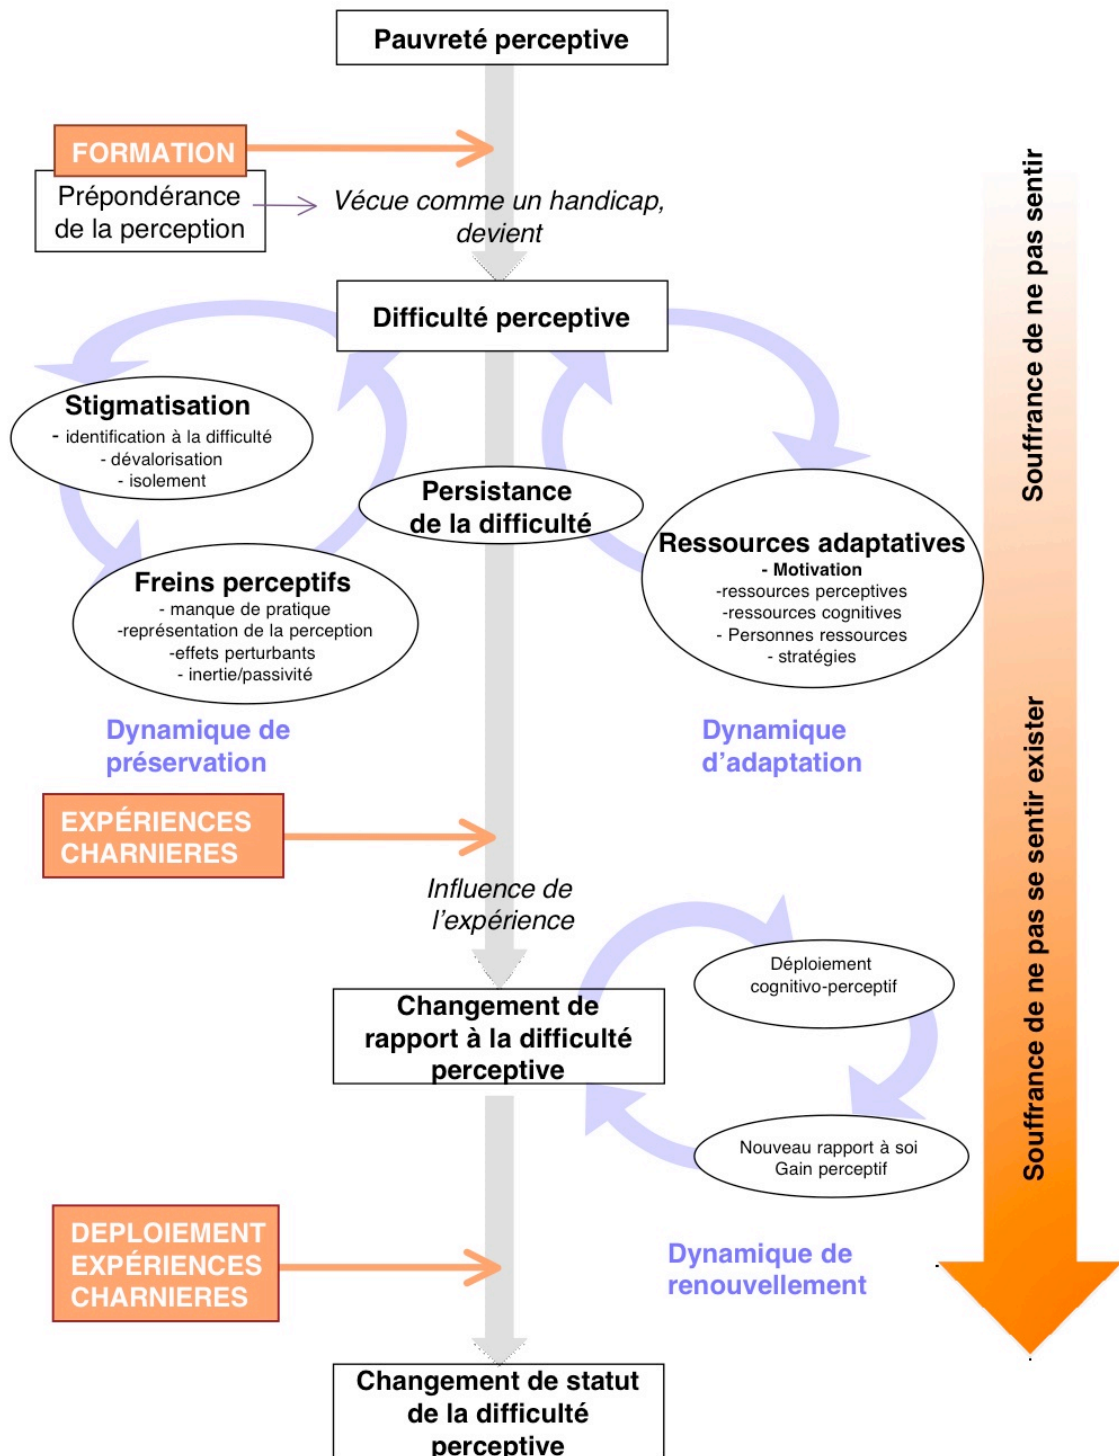 Pauvreté perceptive
FORMATION
Prépondérance
de la perception
Vécue comme un handicap,
devient
Difficulté perceptive
Stigmatisation
- identification à la difficulté
- dévalorisation
- isolement
Persistance
de la difficulté
Freins perceptifs
- manque de pratique
-représentation de la perception
-effets perturbants
- inertie/passivité
Ressources adaptatives
- Motivation
-ressources perceptives
-ressources cognitives
- Personnes ressources
- stratégies
Dynamique de
préservation
Dynamique
d'adaptation
EXPÉRIENCES
CHARNIERES
Influence de
l'expérience
Changement de
rapport à la difficulté
perceptive
Déploiement
cognitivo-perceptif
Nouveau rapport à soi
Gain perceptif
DEPLOIEMENT
EXPÉRIENCES
CHARNIERES
Dynamique de
renouvellement
Changement de statut
de la difficulté
perceptive
Souffrance de ne pas sentir
Souffrance de ne pas se sentir exister